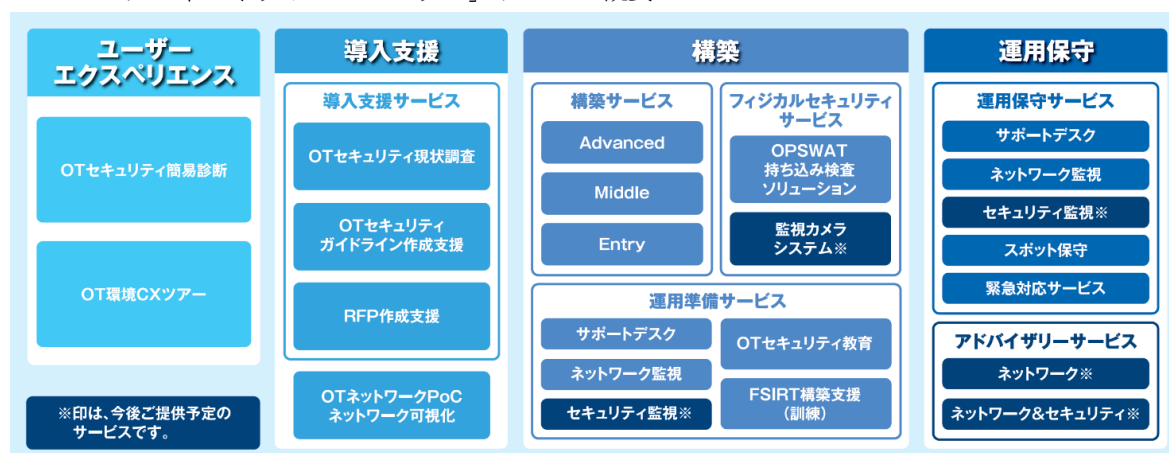 ユーザー
エクスペリエンス
OTセキュリティ簡易診断
OT環境CXツアー
※印は、今後ご提供予定の
サービスです。
導入支援
導入支援サービス
OTセキュリティ現状調査
OTセキュリティ
ガイドライン作成支援
RFP作成支援
OTネットワークPoC
ネットワーク可視化
構築
構築サービス
Advanced
Middle
Entry
フィジカルセキュリティ
サービス
OPSWAT
持ち込み検査
ソリューション
監視カメラ
システム※
運用準備サービス
サポートデスク
ネットワーク監視
セキュリティ監視※
OTセキュリティ教育
FSIRT構築支援
(訓練)
運用保守
運用保守サービス
サポートデスク
ネットワーク監視
セキュリティ監視※
スポット保守
緊急対応サービス
アドバイザリーサービス
ネットワーク※
ネットワーク&セキュリティ※